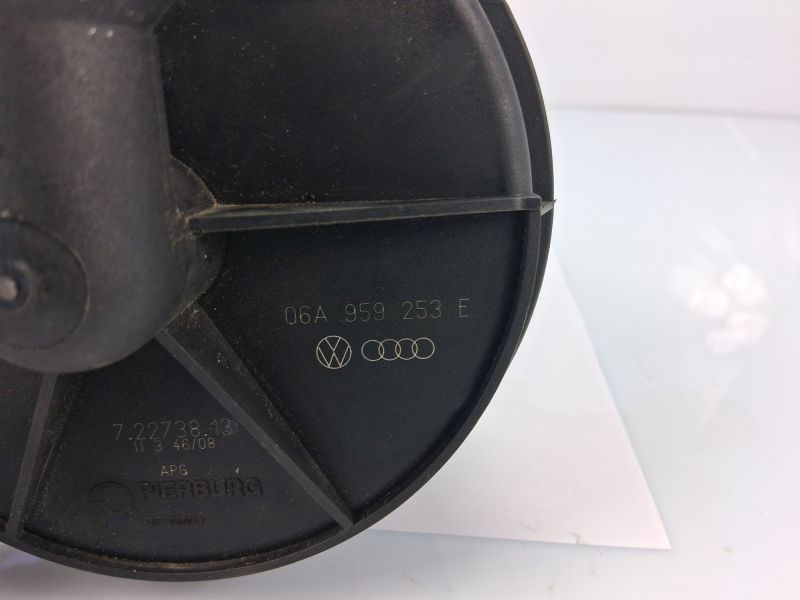 06A 959 253 E
7.22738.13
11 3 46/08
APG
PIERBURG